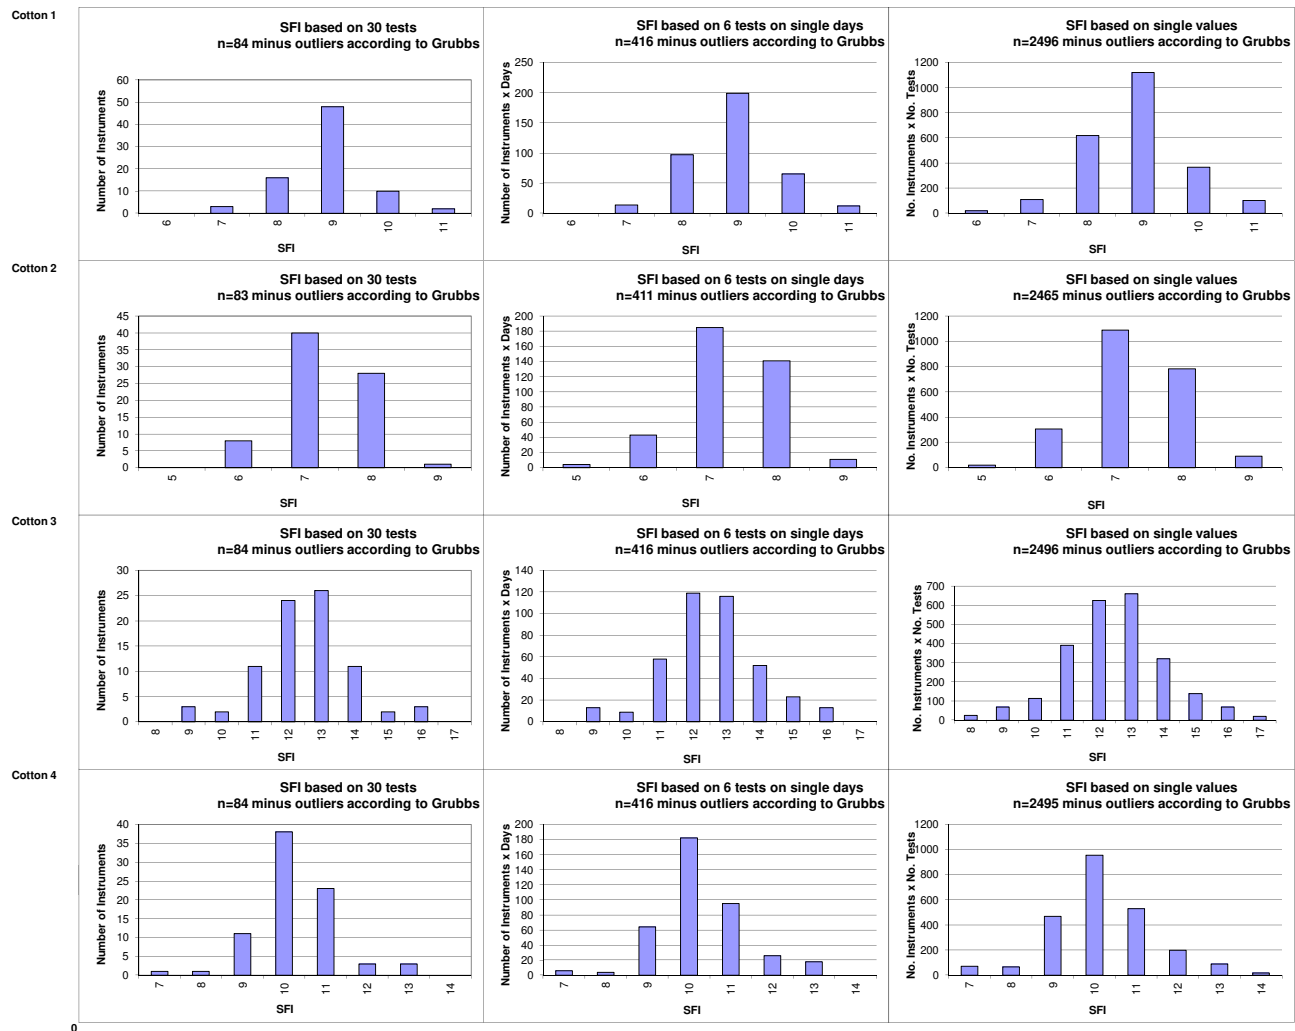 Cotton 1
SFI based on 30 tests
n=84 minus outliers according to Grubbs
Number of Instruments
60
50
40
30
20
10
0
6 7 8 9 10 11
SFI
SFI based on 6 tests on single days
n=416 minus outliers according to Grubbs
Number of Instruments x Days
250
200
150
100
50
0
6 7 8 9 10 11
SFI
SFI based on single values
n=2496 minus outliers according to Grubbs
No. Instruments x No. Tests
1200
1000
800
600
400
200
0
6 7 8 9 10 11
SFI
Cotton 2
SFI based on 30 tests
n=83 minus outliers according to Grubbs
Number of Instruments
45
40
35
30
25
20
15
10
5
0
5 6 7 8 9
SFI
SFI based on 6 tests on single days
n=411 minus outliers according to Grubbs
Number of Instruments x Days
200
180
160
140
120
100
80
60
40
20
0
5 6 7 8 9
SFI
SFI based on single values
n=2465 minus outliers according to Grubbs
No. Instruments x No. Tests
1200
1000
800
600
400
200
0
5 6 7 8 9
SFI
Cotton 3
SFI based on 30 tests
n=84 minus outliers according to Grubbs
Number of Instruments
30
25
20
15
10
5
0
8 9 10 11 12 13 14 15 16 17
SFI
SFI based on 6 tests on single days
n=416 minus outliers according to Grubbs
Number of Instruments x Days
140
120
100
80
60
40
20
0
8 9 10 11 12 13 14 15 16 17
SFI
SFI based on single values
n=2496 minus outliers according to Grubbs
No. Instruments x No. Tests
700
600
500
400
300
200
100
0
8 9 10 11 12 13 14 15 16 17
SFI
Cotton 4
SFI based on 30 tests
n=84 minus outliers according to Grubbs
Number of Instruments
40
35
30
25
20
15
10
5
0
7 8 9 10 11 12 13 14
SFI
SFI based on 6 tests on single days
n=416 minus outliers according to Grubbs
Number of Instruments x Days
200
180
160
140
120
100
80
60
40
20
0
7 8 9 10 11 12 13 14
SFI
SFI based on single values
n=2495 minus outliers according to Grubbs
No. Instruments x No. Tests
1200
1000
800
600
400
200
0
7 8 9 10 11 12 13 14
SFI
0